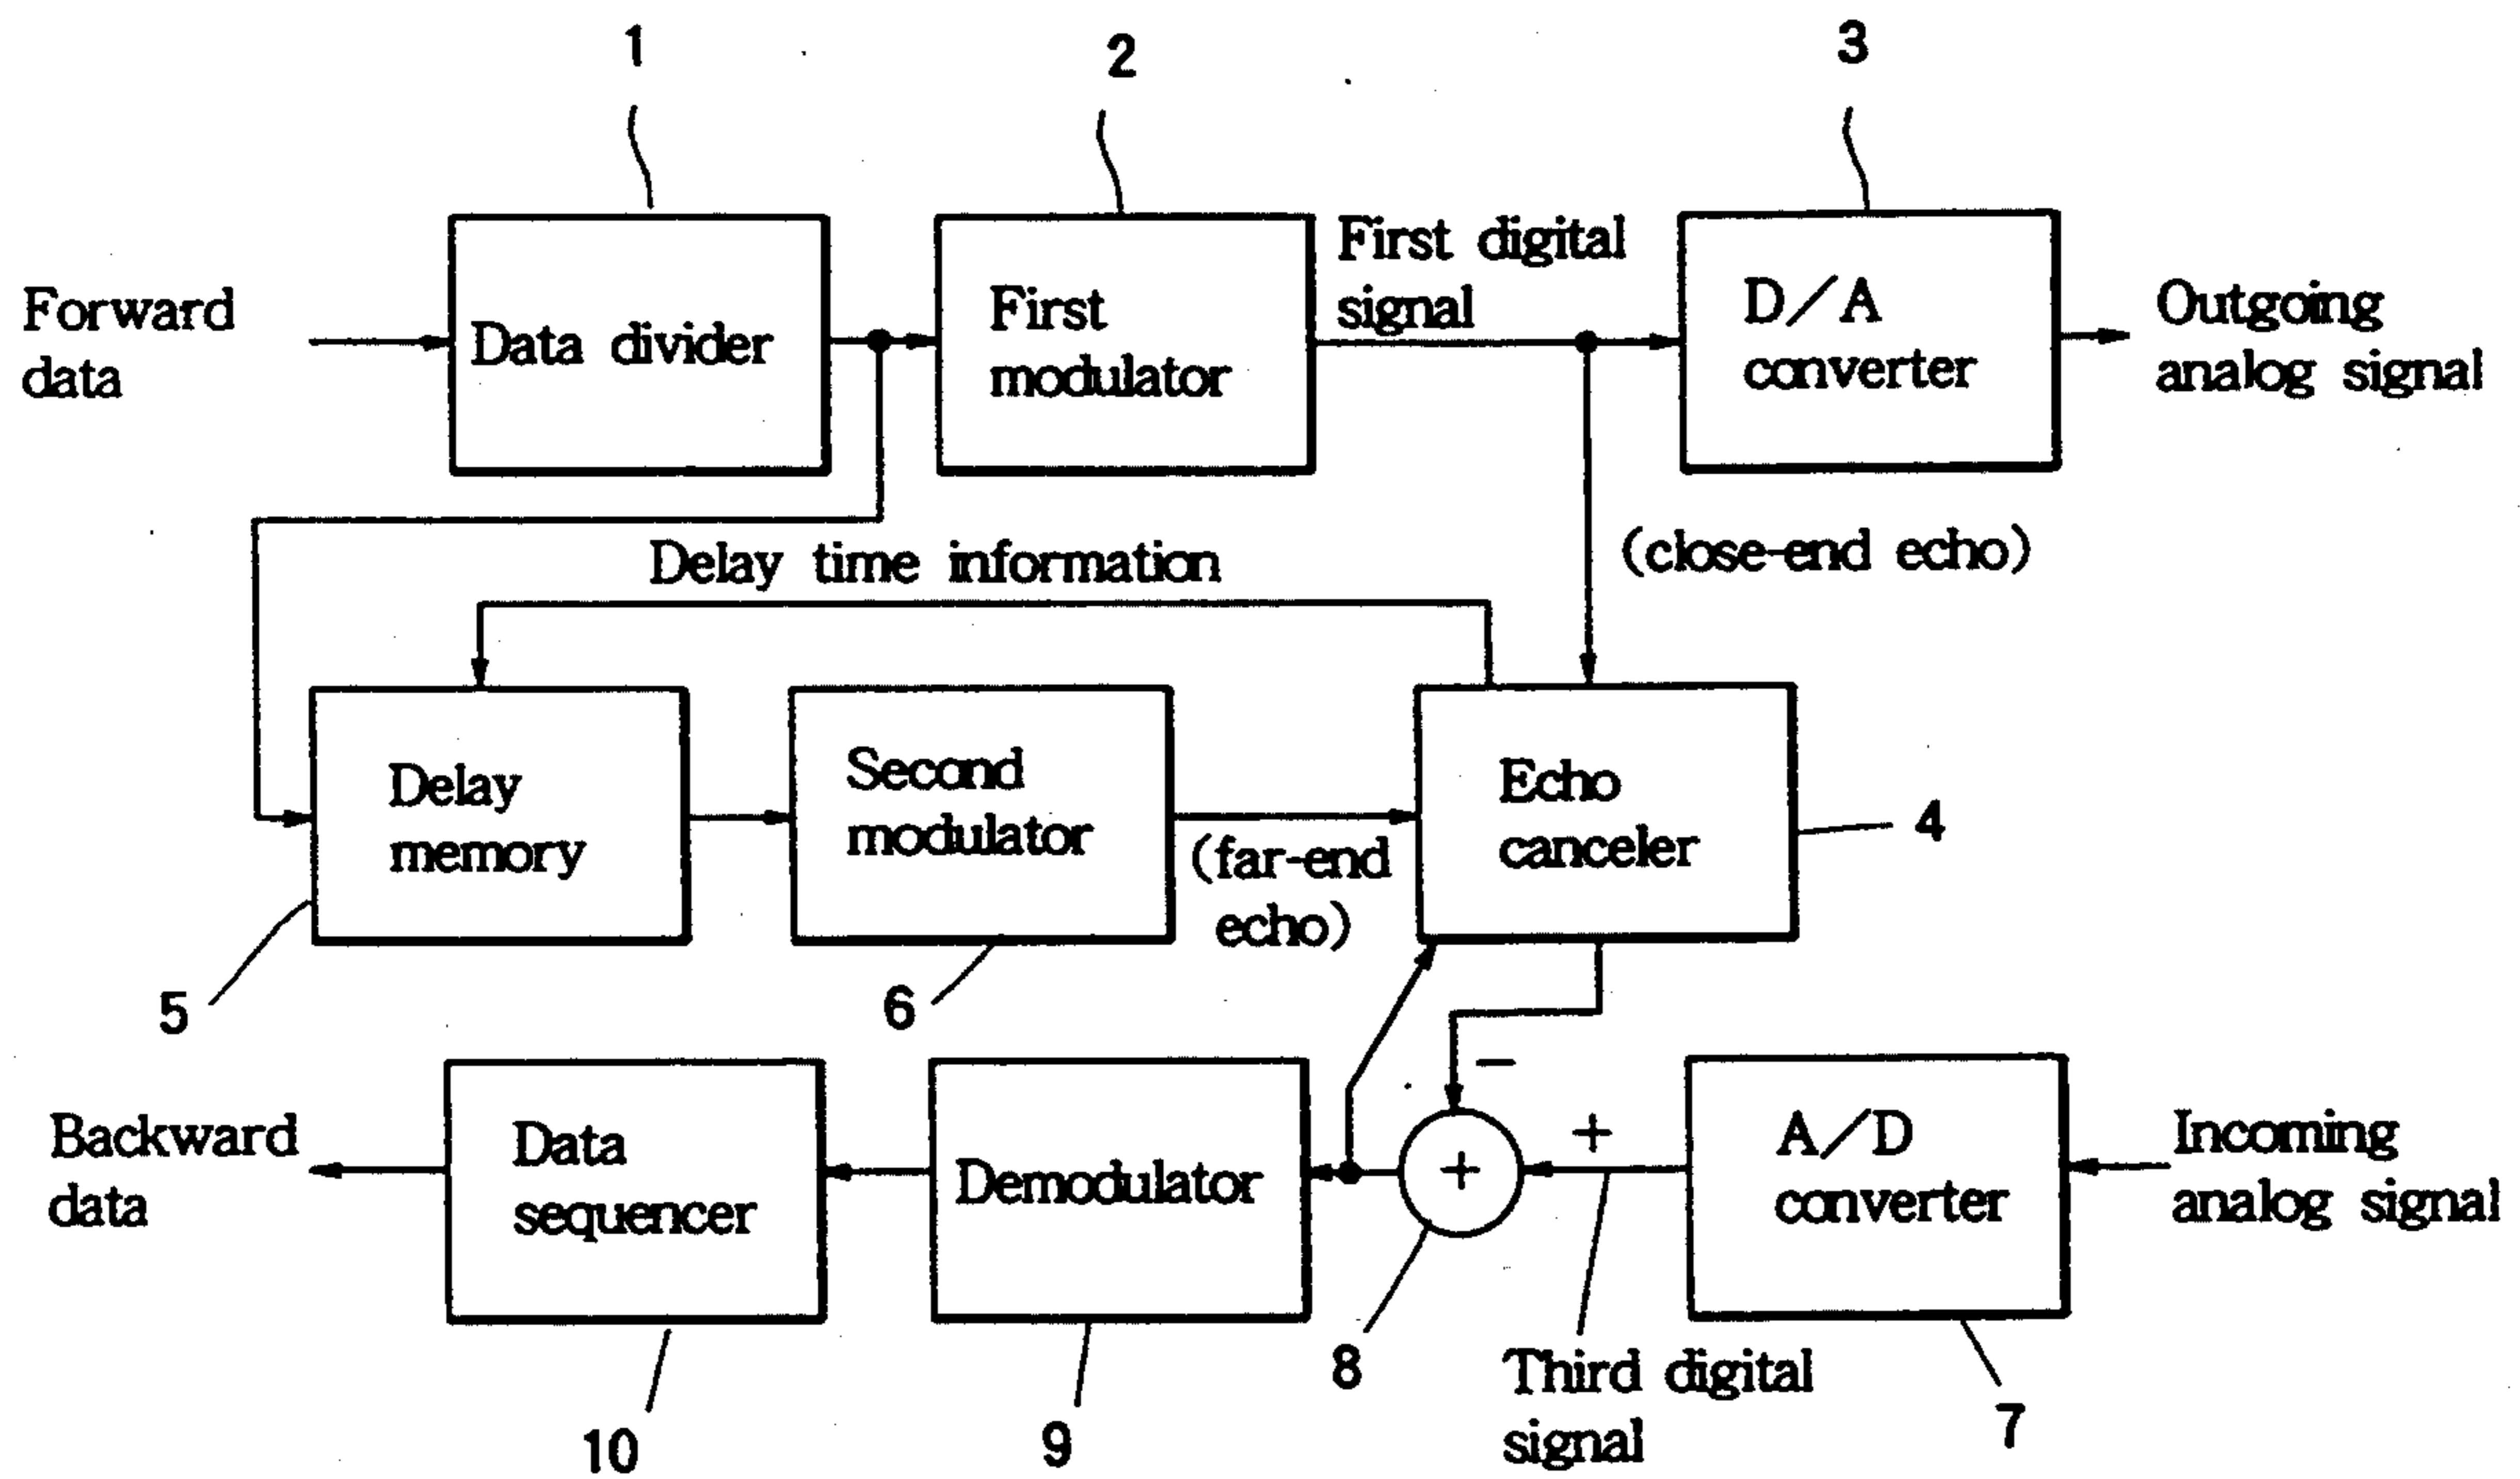 1
2
3
Forward
data
Data divider
First
modulator
First digital
signal
D/A
converter
Outgoing
analog signal
(close-end echo)
Delay time information
Delay
memory
Second
modulator
(far-end
echo)
Echo
canceler
4
5
6
−
+
Backward
data
Data
sequencer
Demodulator
+
A/D
converter
Incoming
analog signal
8
Third digital
signal
7
10
9